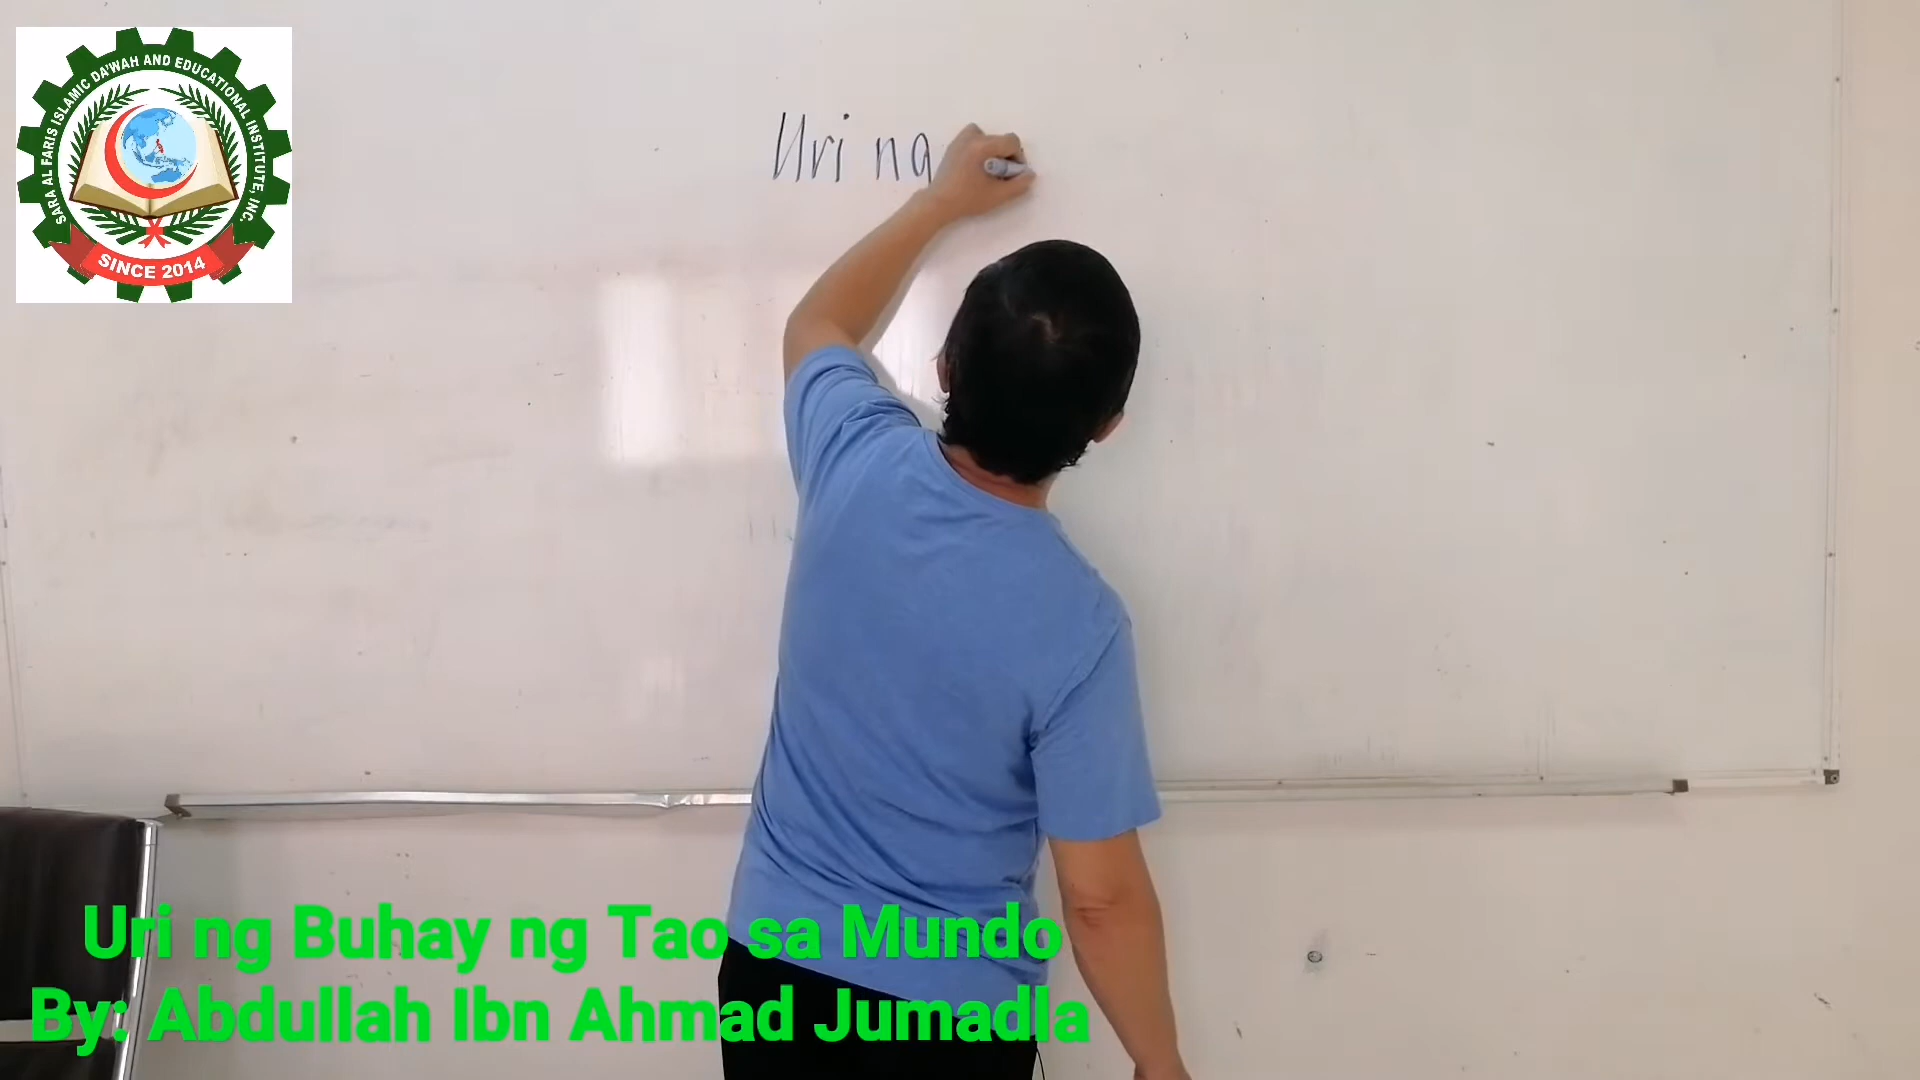 SARA AL FARIS ISLAMIC DA'WAH AND EDUCATIONAL INSTITUTE, INC.
SINCE 2014
Uri ng
Uri ng Buhay ng Tao sa Mundo
By: Abdullah Ibn Ahmad Jumadla